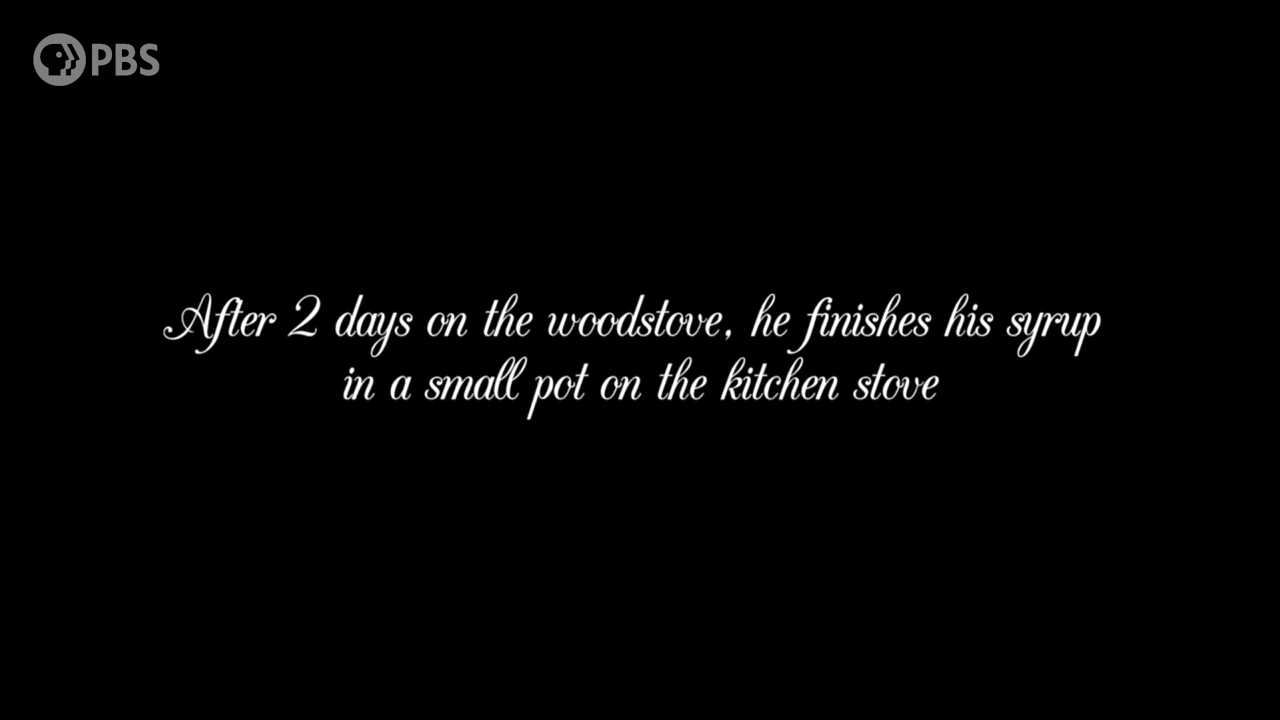 PBS
After 2 days on the woodstove, he finishes his syrup
in a small pot on the kitchen stove